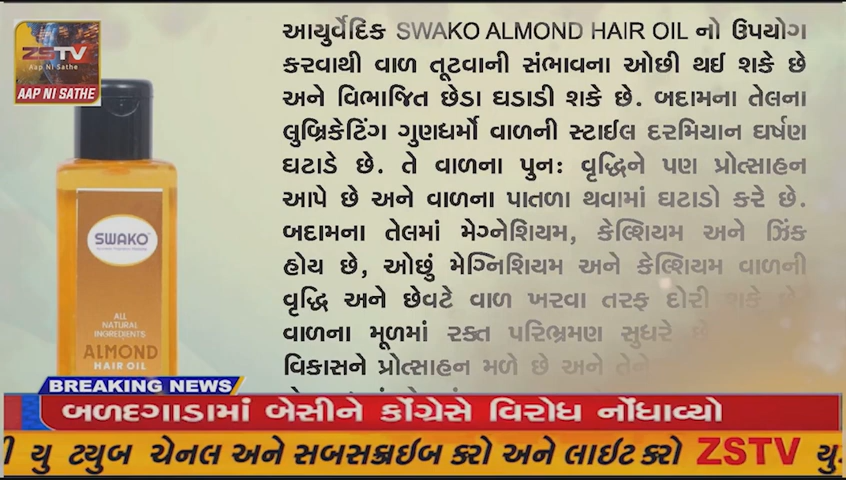 ZSTV
Aap Ni Sathe
AAP NI SATHE
આયુર્વેદિક SWAKO ALMOND HAIR OIL નો ઉપયોગ
કરવાથી વાળ તૂટવાની સંભાવના ઓછી થઈ શકે છે
અને વિભાજિત છેડા ઘડાડી શકે છે. બદામના તેલના
લુબ્રિકેટિંગ ગુણધર્મો વાળની સ્ટાઈલ દરમિયાન ઘર્ષણ
ઘટાડે છે. તે વાળના પુનઃ વૃદ્ધિને પણ પ્રોત્સાહન
આપે છે અને વાળના પાતળા થવામાં ઘટાડો કરે છે.
બદામના તેલમાં મેગ્નેશિયમ, કેલ્શિયમ અને ઝિંક
હોય છે, ઓછું મેગ્નિશિયમ અને કેલ્શિયમ વાળની
વૃદ્ધિ અને છેવટે વાળ ખરવા તરફ દોરી શકે છે
વાળના મૂળમાં રક્ત પરિભ્રમણ સુધરે છે
વિકાસને પ્રોત્સાહન મળે છે અને તેને
SWAKO
ALL
NATURAL
INGREDIENTS
ALMOND
HAIR OIL
BREAKING NEWS
બળદગાડામાં બેસીને કોંગ્રેસે વિરોધ નોંધાવ્યો
યુ ટ્યુબ ચેનલ અને સબસક્રાઇબ કરો અને લાઈટ કરો ZSTV